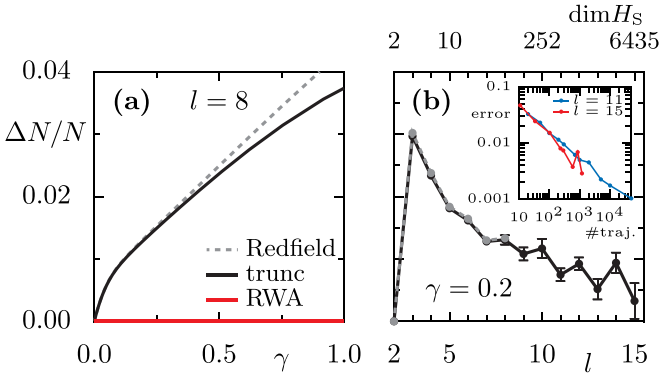 dimH_S
2 10 252 6435
0.04
0.02
0.00
ΔN/N
(a) l = 8
Redfield
trunc
RWA
0.0 0.5 γ 1.0
(b)
γ = 0.2
2 5 10 l 15
0.1
error
0.01
0.001
l = 11
l = 15
10 10² 10³ 10⁴
#traj.